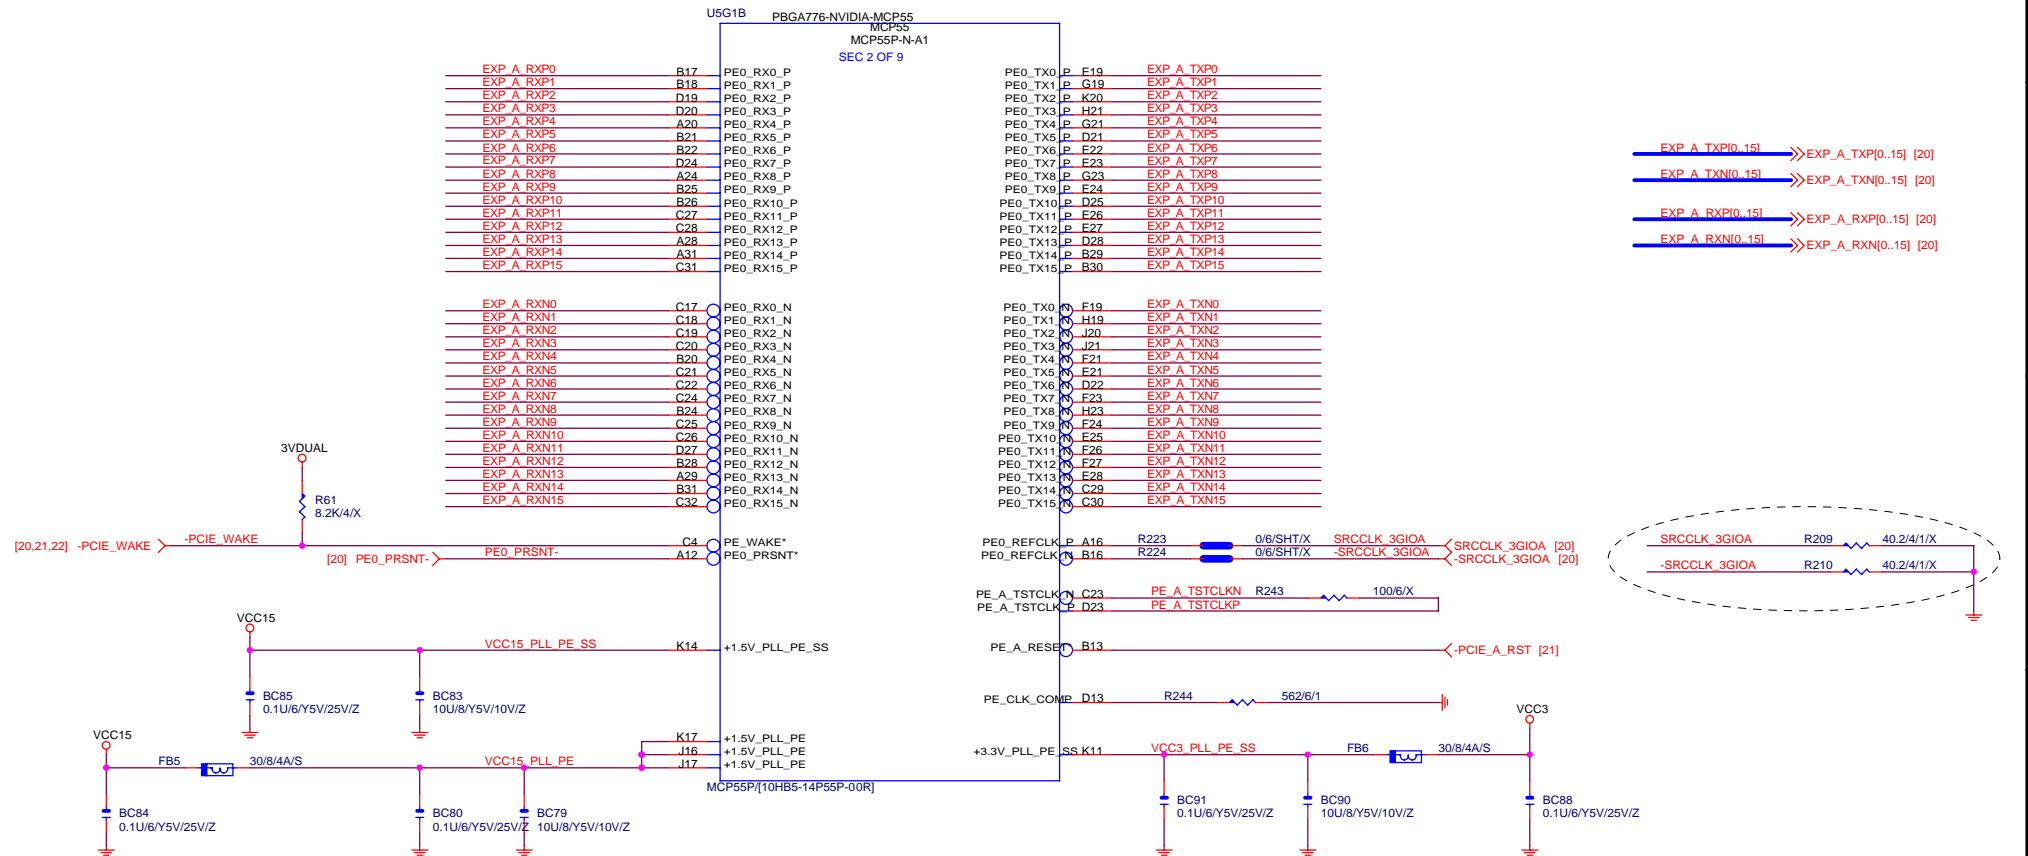 U5G1B
PBGA776-NVIDIA-MCP55
MCP55
MCP55P-N-A1
SEC 2 OF 9
EXP_A_RXP0 B17 PE0_RX0_P PE0_TX0_P E19 EXP_A_TXP0
EXP_A_RXP1 B18 PE0_RX1_P PE0_TX1_P G19 EXP_A_TXP1
EXP_A_RXP2 D19 PE0_RX2_P PE0_TX2_P K20 EXP_A_TXP2
EXP_A_RXP3 D20 PE0_RX3_P PE0_TX3_P H21 EXP_A_TXP3
EXP_A_RXP4 A20 PE0_RX4_P PE0_TX4_P G21 EXP_A_TXP4
EXP_A_RXP5 B21 PE0_RX5_P PE0_TX5_P D21 EXP_A_TXP5
EXP_A_RXP6 B22 PE0_RX6_P PE0_TX6_P E22 EXP_A_TXP6
EXP_A_RXP7 D24 PE0_RX7_P PE0_TX7_P E23 EXP_A_TXP7
EXP_A_RXP8 A24 PE0_RX8_P PE0_TX8_P G23 EXP_A_TXP8
EXP_A_RXP9 B25 PE0_RX9_P PE0_TX9_P E24 EXP_A_TXP9
EXP_A_RXP10 B26 PE0_RX10_P PE0_TX10_P D25 EXP_A_TXP10
EXP_A_RXP11 C27 PE0_RX11_P PE0_TX11_P E26 EXP_A_TXP11
EXP_A_RXP12 C28 PE0_RX12_P PE0_TX12_P E27 EXP_A_TXP12
EXP_A_RXP13 A28 PE0_RX13_P PE0_TX13_P D28 EXP_A_TXP13
EXP_A_RXP14 A31 PE0_RX14_P PE0_TX14_P B29 EXP_A_TXP14
EXP_A_RXP15 C31 PE0_RX15_P PE0_TX15_P B30 EXP_A_TXP15
EXP_A_TXP[0..15] EXP_A_TXP[0..15] [20]
EXP_A_TXN[0..15] EXP_A_TXN[0..15] [20]
EXP_A_RXP[0..15] EXP_A_RXP[0..15] [20]
EXP_A_RXN[0..15] EXP_A_RXN[0..15] [20]
EXP_A_RXN0 C17 PE0_RX0_N PE0_TX0_N F19 EXP_A_TXN0
EXP_A_RXN1 C18 PE0_RX1_N PE0_TX1_N H19 EXP_A_TXN1
EXP_A_RXN2 C19 PE0_RX2_N PE0_TX2_N J20 EXP_A_TXN2
EXP_A_RXN3 C20 PE0_RX3_N PE0_TX3_N J21 EXP_A_TXN3
EXP_A_RXN4 B20 PE0_RX4_N PE0_TX4_N F21 EXP_A_TXN4
EXP_A_RXN5 C21 PE0_RX5_N PE0_TX5_N E21 EXP_A_TXN5
EXP_A_RXN6 C22 PE0_RX6_N PE0_TX6_N D22 EXP_A_TXN6
EXP_A_RXN7 C24 PE0_RX7_N PE0_TX7_N F23 EXP_A_TXN7
EXP_A_RXN8 B24 PE0_RX8_N PE0_TX8_N H23 EXP_A_TXN8
EXP_A_RXN9 C25 PE0_RX9_N PE0_TX9_N F24 EXP_A_TXN9
EXP_A_RXN10 C26 PE0_RX10_N PE0_TX10_N E25 EXP_A_TXN10
EXP_A_RXN11 D27 PE0_RX11_N PE0_TX11_N F26 EXP_A_TXN11
EXP_A_RXN12 B28 PE0_RX12_N PE0_TX12_N F27 EXP_A_TXN12
EXP_A_RXN13 A29 PE0_RX13_N PE0_TX13_N E28 EXP_A_TXN13
EXP_A_RXN14 B31 PE0_RX14_N PE0_TX14_N C29 EXP_A_TXN14
EXP_A_RXN15 C32 PE0_RX15_N PE0_TX15_N C30 EXP_A_TXN15
3VDUAL
R61
8.2K/4/X
[20,21,22] -PCIE_WAKE -PCIE_WAKE C4 PE_WAKE*
[20] PE0_PRSNT- PE0_PRSNT- A12 PE0_PRSNT*
PE0_REFCLK_P A16 R223 0/6/SHT/X SRCCLK_3GIOA SRCCLK_3GIOA [20]
PE0_REFCLK_N B16 R224 0/6/SHT/X -SRCCLK_3GIOA -SRCCLK_3GIOA [20]
SRCCLK_3GIOA R209 40.2/4/1/X
-SRCCLK_3GIOA R210 40.2/4/1/X
PE_A_TSTCLK_N C23 PE_A_TSTCLKN R243 100/6/X
PE_A_TSTCLK_P D23 PE_A_TSTCLKP
VCC15
VCC15_PLL_PE_SS K14 +1.5V_PLL_PE_SS
PE_A_RESET* B13 -PCIE_A_RST [21]
BC85
0.1U/6/Y5V/25V/Z
BC83
10U/8/Y5V/10V/Z
PE_CLK_COMP D13 R244 562/6/1
VCC15
FB5 30/8/4A/S VCC15_PLL_PE
K17 +1.5V_PLL_PE
J16 +1.5V_PLL_PE
J17 +1.5V_PLL_PE
VCC3
+3.3V_PLL_PE_SS K11 VCC3_PLL_PE_SS FB6 30/8/4A/S
MCP55P/[10HB5-14P55P-00R]
BC84
0.1U/6/Y5V/25V/Z
BC80
0.1U/6/Y5V/25V/Z
BC79
10U/8/Y5V/10V/Z
BC91
0.1U/6/Y5V/25V/Z
BC90
10U/8/Y5V/10V/Z
BC88
0.1U/6/Y5V/25V/Z